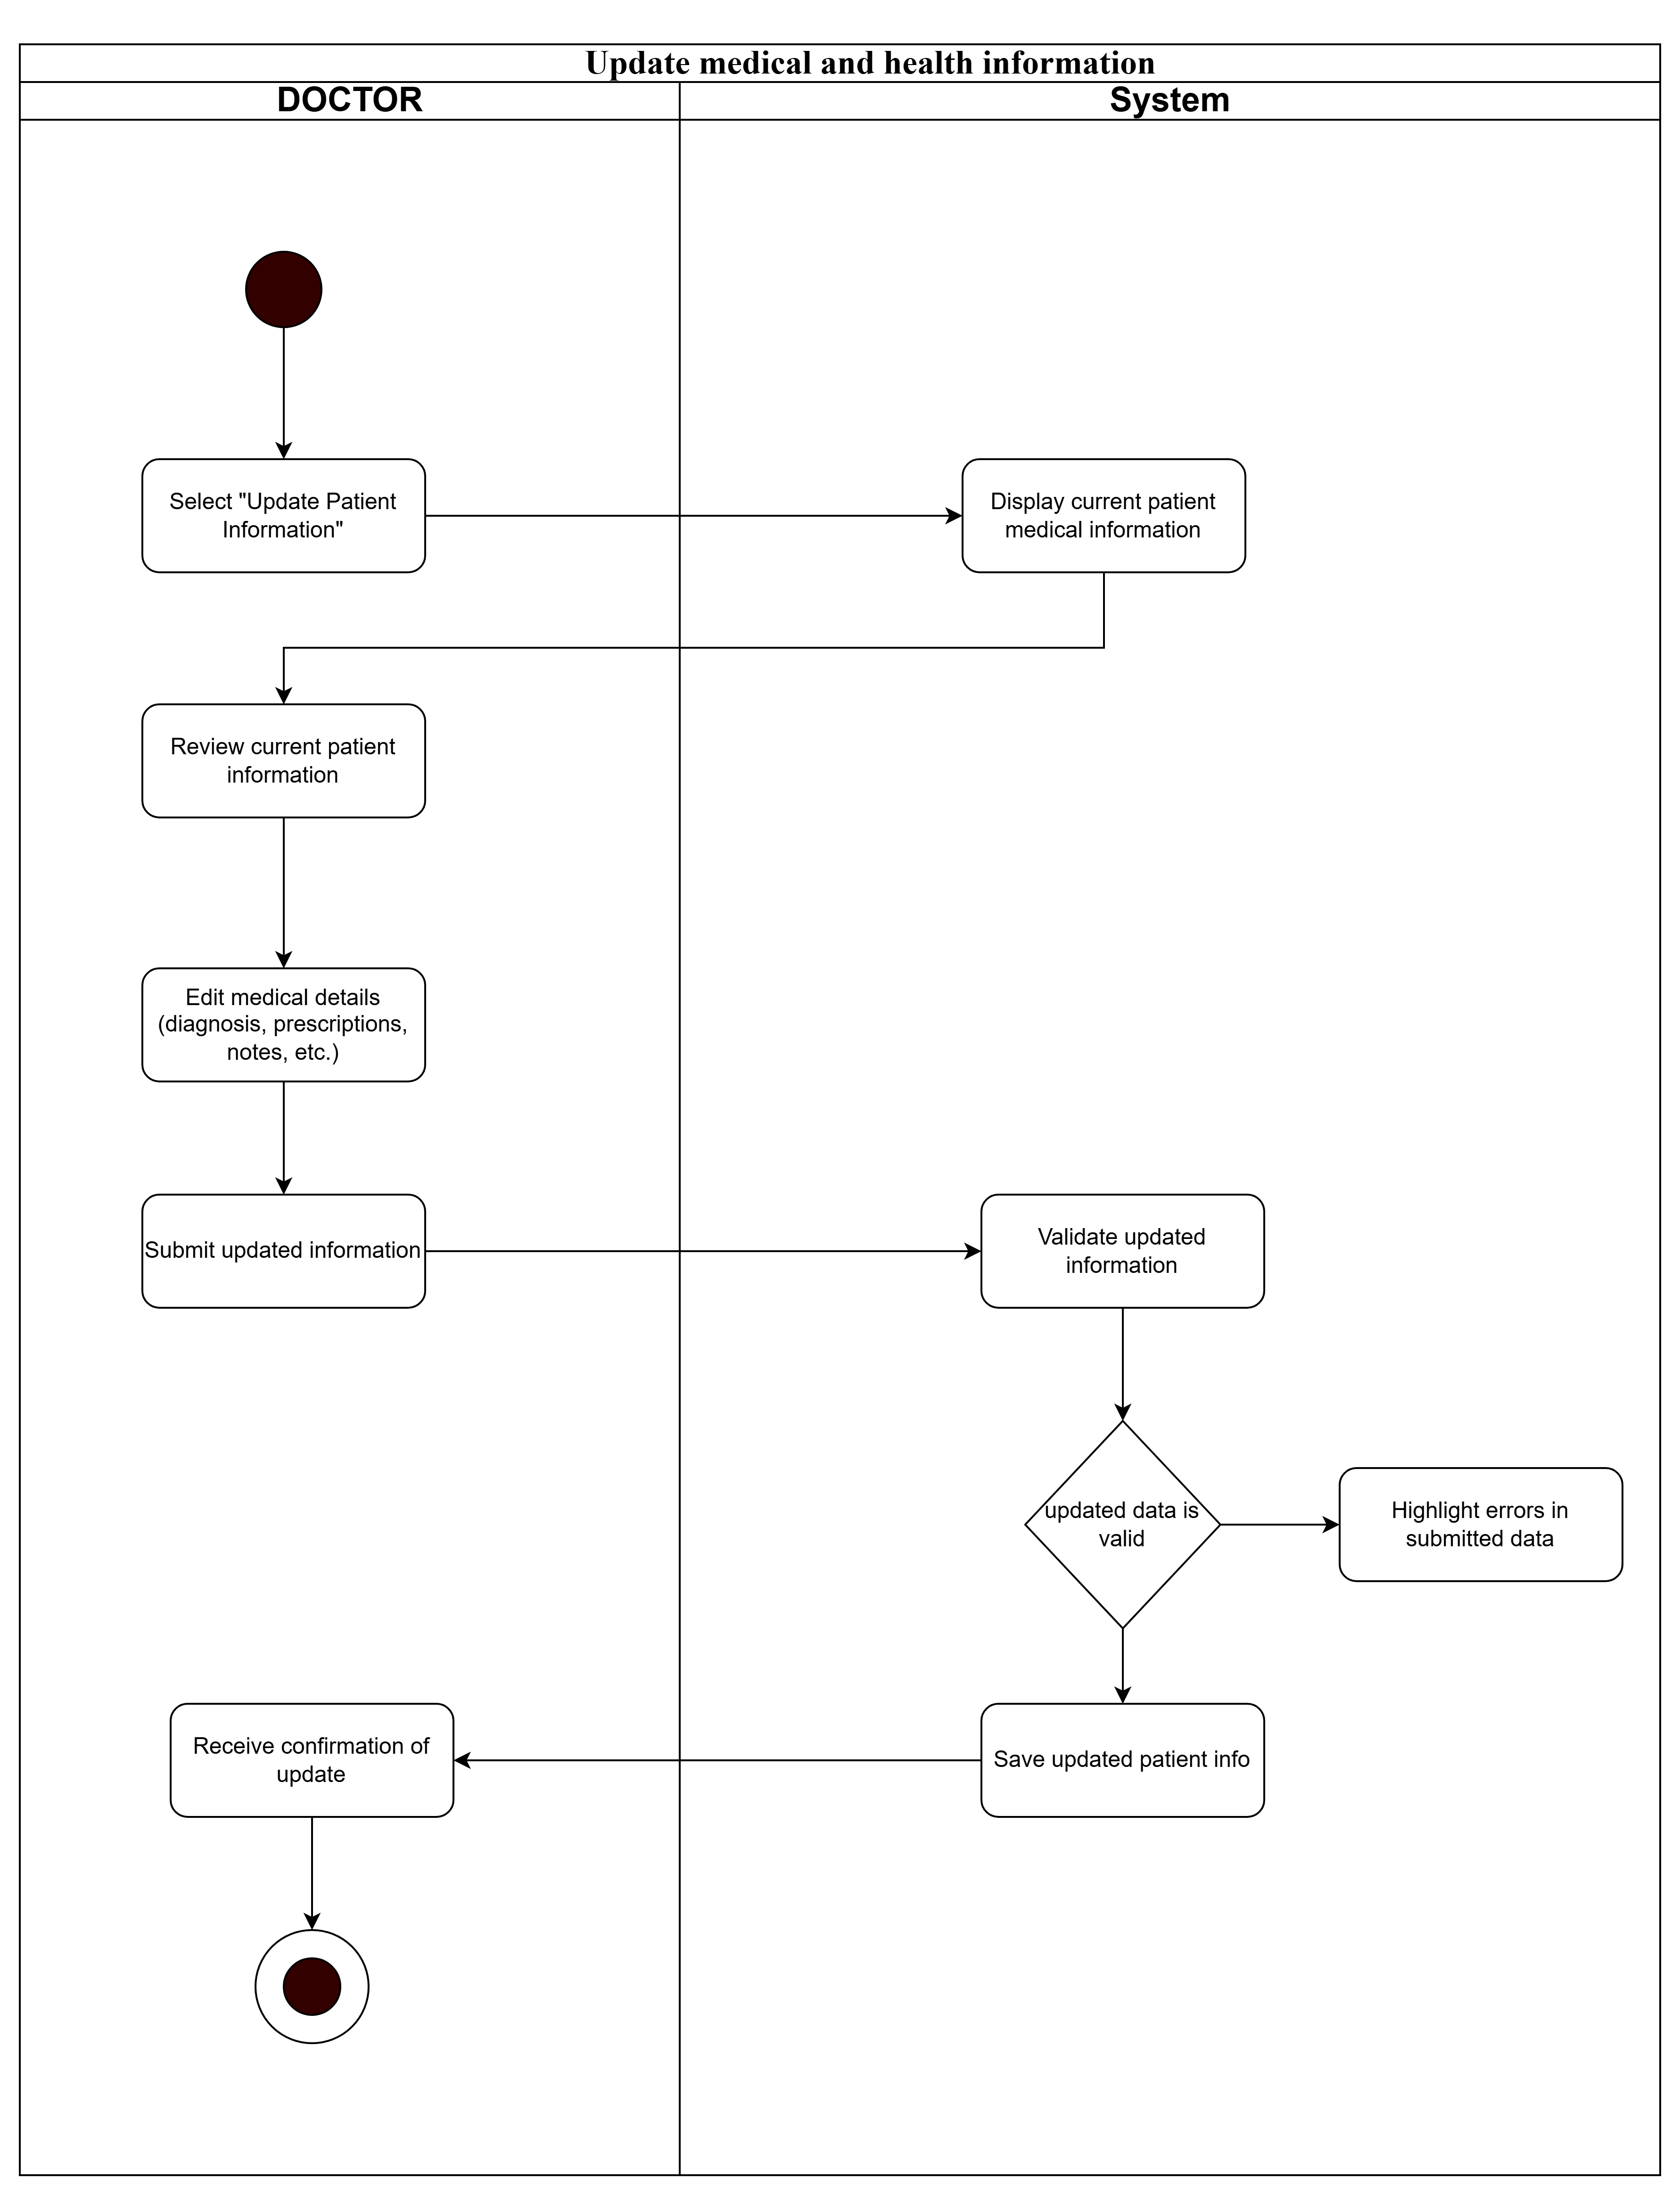 Update medical and health information
DOCTOR
System
Select "Update Patient
Information"
Display current patient
medical information
Review current patient
information
Edit medical details
(diagnosis, prescriptions,
notes, etc.)
Submit updated information
Validate updated
information
updated data is
valid
Highlight errors in
submitted data
Receive confirmation of
update
Save updated patient info